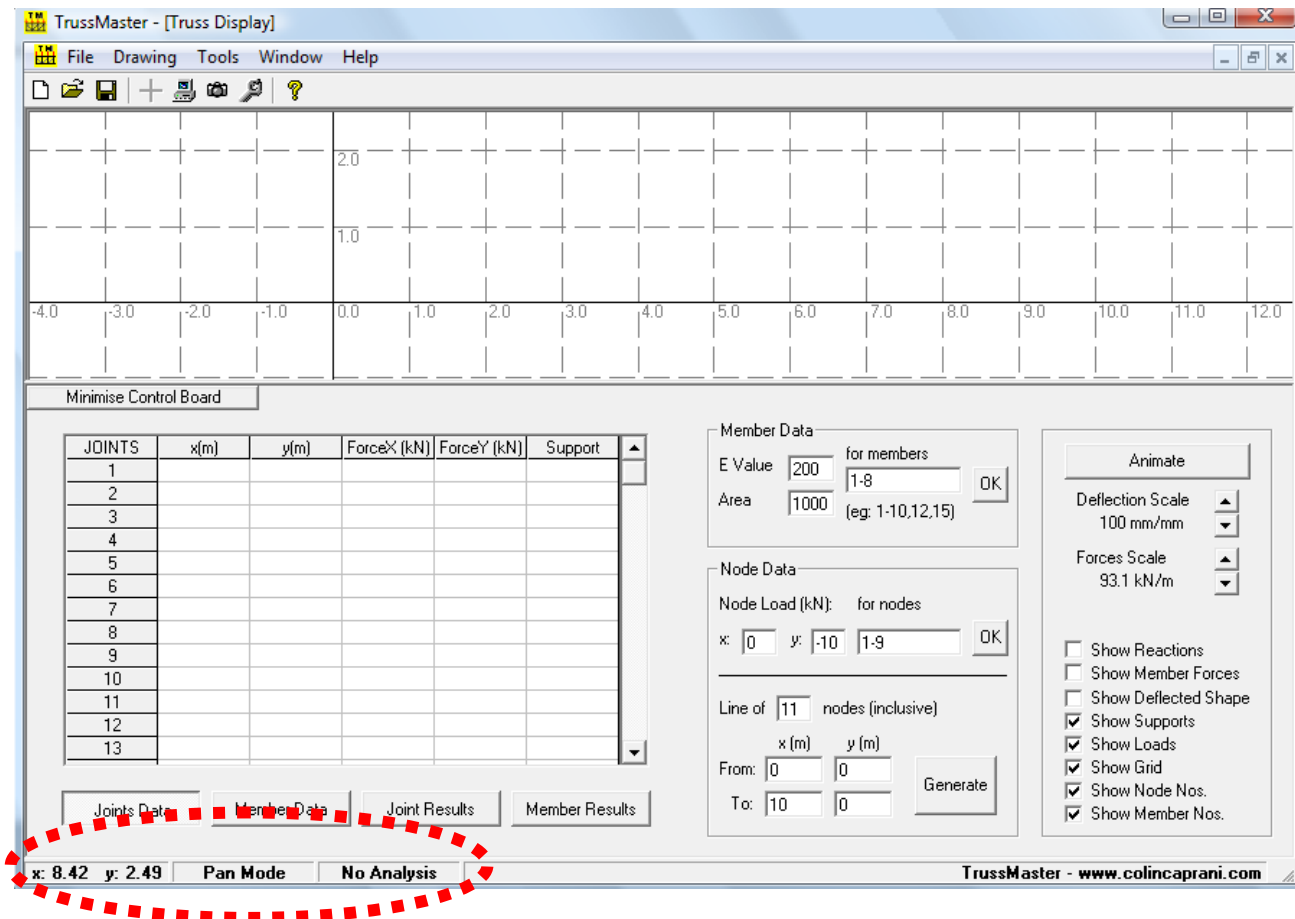 TrussMaster - [Truss Display]
File Drawing Tools Window Help
2.0
1.0
-4.0 -3.0 -2.0 -1.0 0.0 1.0 2.0 3.0 4.0 5.0 6.0 7.0 8.0 9.0 10.0 11.0 12.0
Minimise Control Board
JOINTS x(m) y(m) ForceX (kN) ForceY (kN) Support
1
2
3
4
5
6
7
8
9
10
11
12
13
Joints Data Member Data Joint Results Member Results
Member Data
E Value 200 for members
1-8 OK
Area 1000 (eg: 1-10,12,15)
Node Data
Node Load (kN): for nodes
x: 0 y: -10 1-9 OK
Line of 11 nodes (inclusive)
x (m) y (m)
From: 0 0
To: 10 0
Generate
Animate
Deflection Scale
100 mm/mm
Forces Scale
93.1 kN/m
Show Reactions
Show Member Forces
Show Deflected Shape
Show Supports
Show Loads
Show Grid
Show Node Nos.
Show Member Nos.
x: 8.42 y: 2.49 Pan Mode No Analysis TrussMaster - www.colincaprani.com